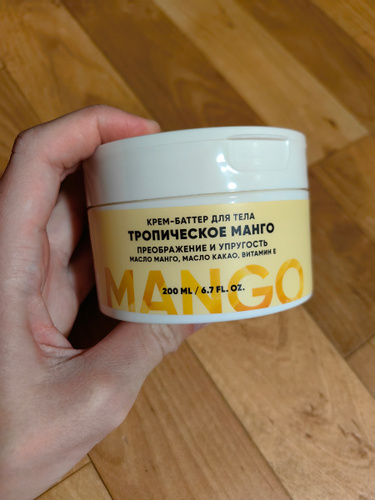 КРЕМ-БАТТЕР ДЛЯ ТЕЛА
ТРОПИЧЕСКОЕ МАНГО
ПРЕОБРАЖЕНИЕ И УПРУГОСТЬ
МАСЛО МАНГО, МАСЛО КАКАО, ВИТАМИН Е
MANGO
200 ML / 6.7 FL. OZ.